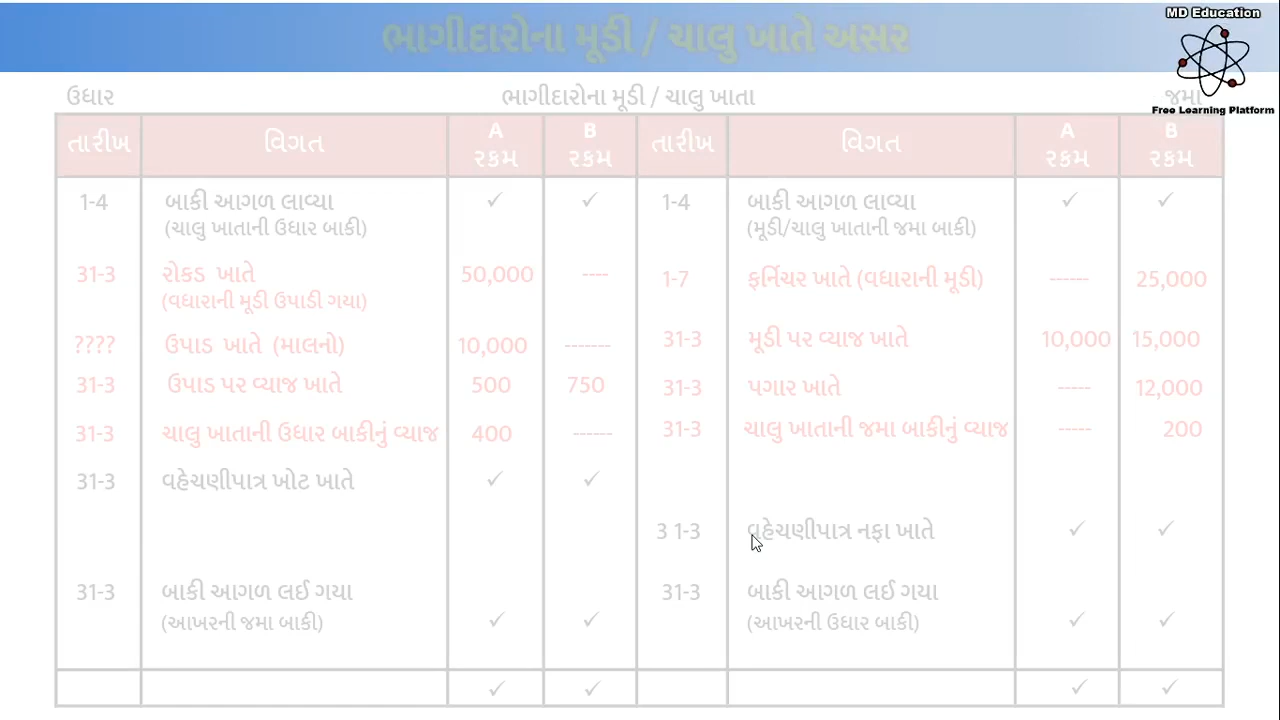 MD Education
Free Learning Platform
ભાગીદારોના મૂડી / ચાલુ ખાતે અસર
ઉધાર ભાગીદારોના મૂડી / ચાલુ ખાતા જમા
તારીખ વિગત A રકમ B રકમ તારીખ વિગત A રકમ B રકમ
1-4 બાકી આગળ લાવ્યા ✓ ✓ 1-4 બાકી આગળ લાવ્યા ✓ ✓
(ચાલુ ખાતાની ઉધાર બાકી) (મૂડી/ચાલુ ખાતાની જમા બાકી)
31-3 રોકડ ખાતે 50,000 ---- 1-7 ફર્નિચર ખાતે (વધારાની મૂડી) ------ 25,000
(વધારાની મૂડી ઉપાડી ગયા)
???? ઉપાડ ખાતે (માલનો) 10,000 ------- 31-3 મૂડી પર વ્યાજ ખાતે 10,000 15,000
31-3 ઉપાડ પર વ્યાજ ખાતે 500 750 31-3 પગાર ખાતે ----- 12,000
31-3 ચાલુ ખાતાની ઉધાર બાકીનું વ્યાજ 400 ------ 31-3 ચાલુ ખાતાની જમા બાકીનું વ્યાજ ----- 200
31-3 વહેચણીપાત્ર ખોટ ખાતે ✓ ✓
3 1-3 વહેચણીપાત્ર નફા ખાતે ✓ ✓
31-3 બાકી આગળ લઈ ગયા 31-3 બાકી આગળ લઈ ગયા
(આખરની જમા બાકી) ✓ ✓ (આખરની ઉધાર બાકી) ✓ ✓
✓ ✓ ✓ ✓